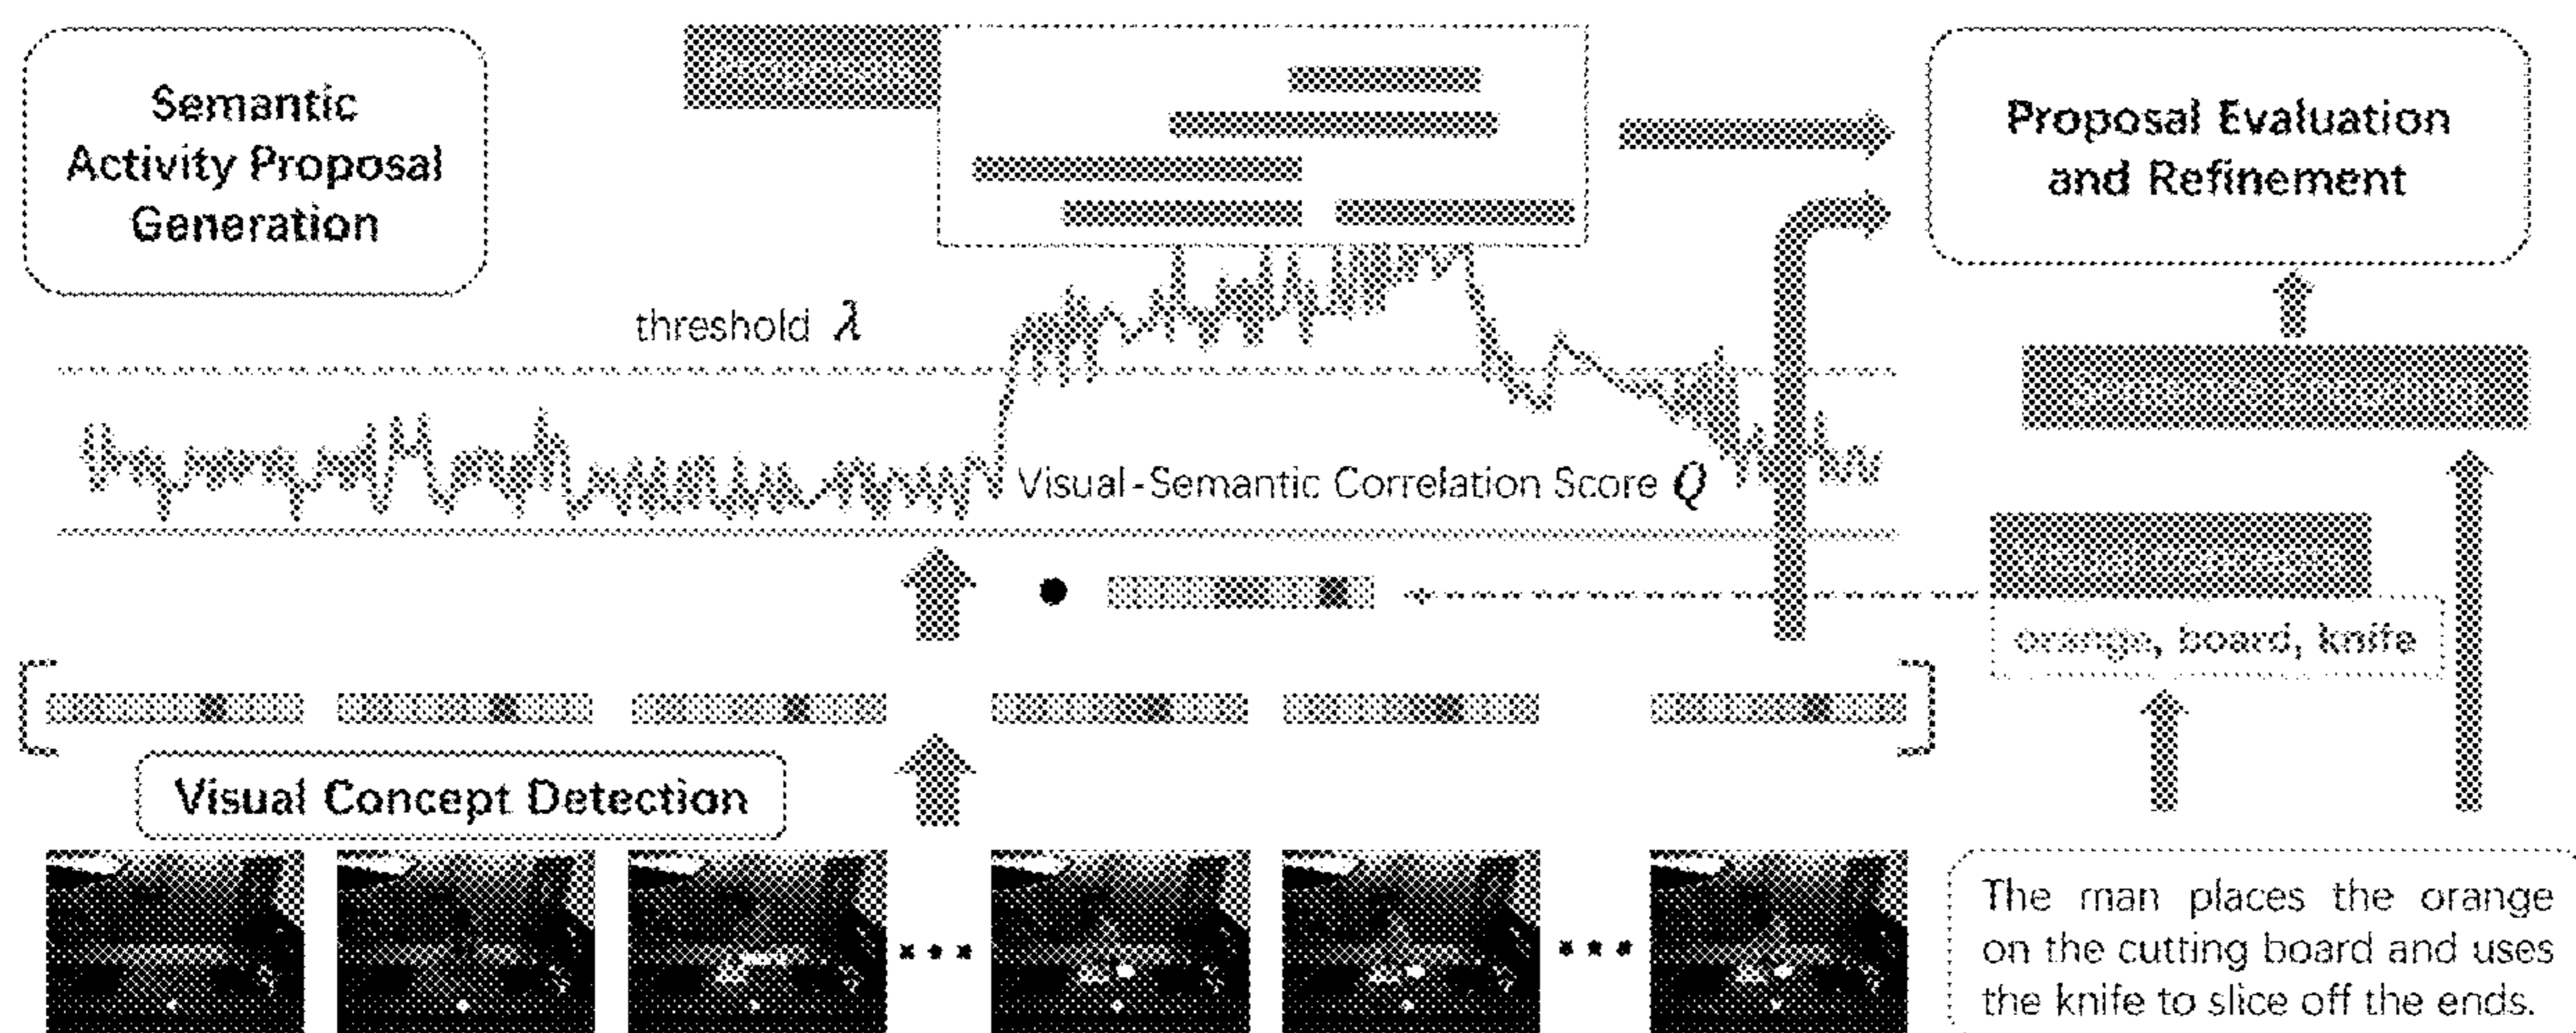 Semantic
Activity Proposal
Generation
Proposal Evaluation
and Refinement
threshold λ
Visual-Semantic Correlation Score Q
orange, board, knife
Visual Concept Detection
The man places the orange
on the cutting board and uses
the knife to slice off the ends.